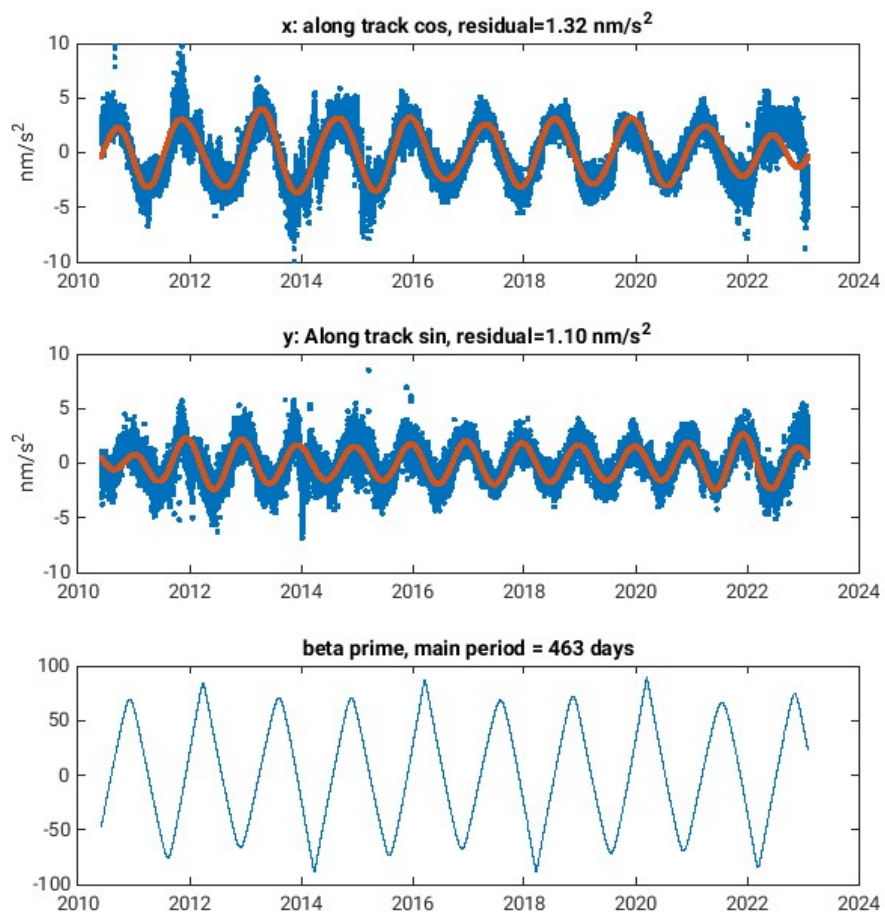 x: along track cos, residual=1.32 nm/s²
10
5
0
-5
-10
nm/s²
2010 2012 2014 2016 2018 2020 2022 2024
y: Along track sin, residual=1.10 nm/s²
10
5
0
-5
-10
nm/s²
2010 2012 2014 2016 2018 2020 2022 2024
beta prime, main period = 463 days
100
50
0
-50
-100
2010 2012 2014 2016 2018 2020 2022 2024